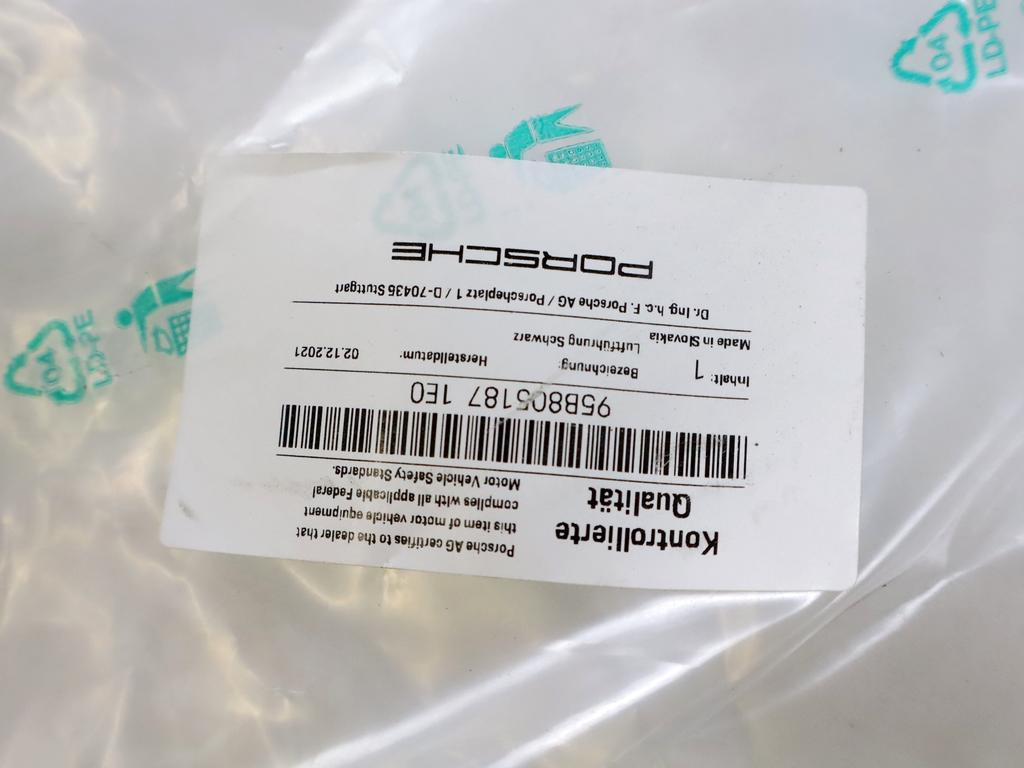 Kontrollierte
Qualität
Porsche AG certifies to the dealer that
this item of motor vehicle equipment
complies with all applicable Federal
Motor Vehicle Safety Standards.
95B805187 1E0
Inhalt: 1 Bezeichnung: Herstelldatum: 02.12.2021
Luftführung Schwarz
Made in Slovakia
Dr. Ing. h.c. F. Porsche AG / Porscheplatz 1 / D-70435 Stuttgart
PORSCHE
04
LD-PE
04
LD-PE
04